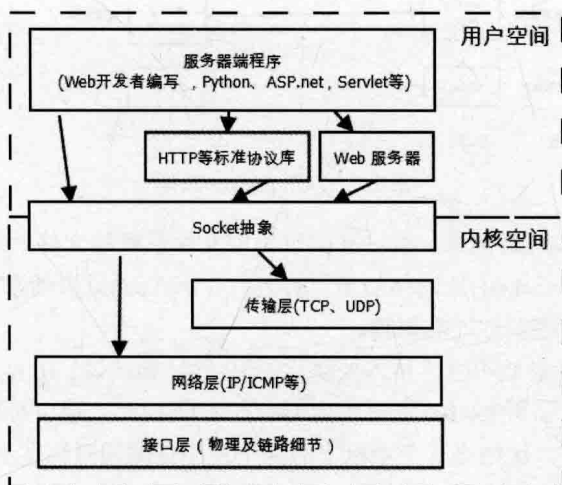 用户空间
服务器端程序
(Web开发者编写 ,Python、ASP.net,Servlet等)
HTTP等标准协议库
Web 服务器
Socket抽象
内核空间
传输层(TCP、UDP)
网络层(IP/ICMP等)
接口层(物理及链路细节)